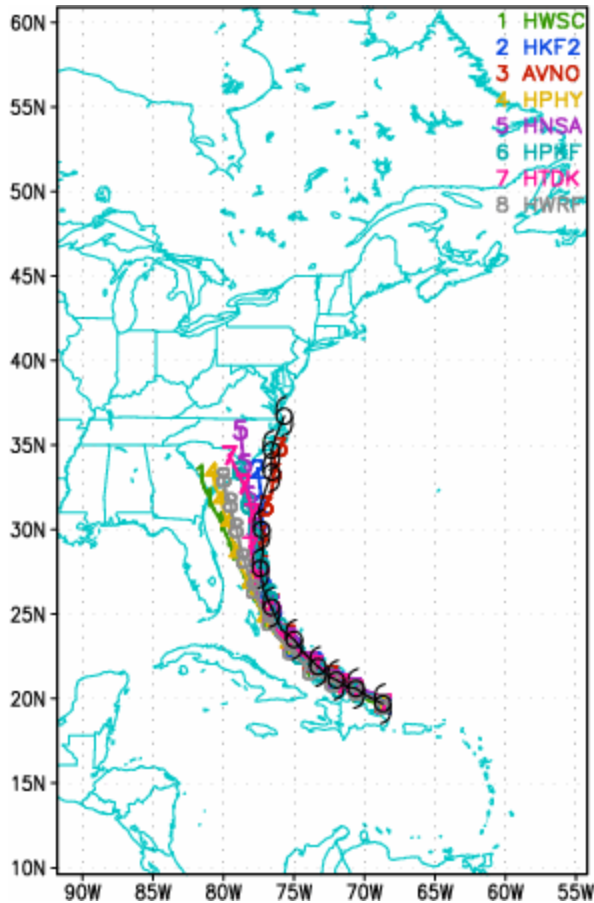 60N
1 HWSC
2 HKF2
3 AVNO
55N
4 HPHY
5 HNSA
50N
6 HPMF
7 HTDK
8 HWRF
45N
40N
35N
30N
25N
20N
15N
10N
90W 85W 80W 75W 70W 65W 60W 55W